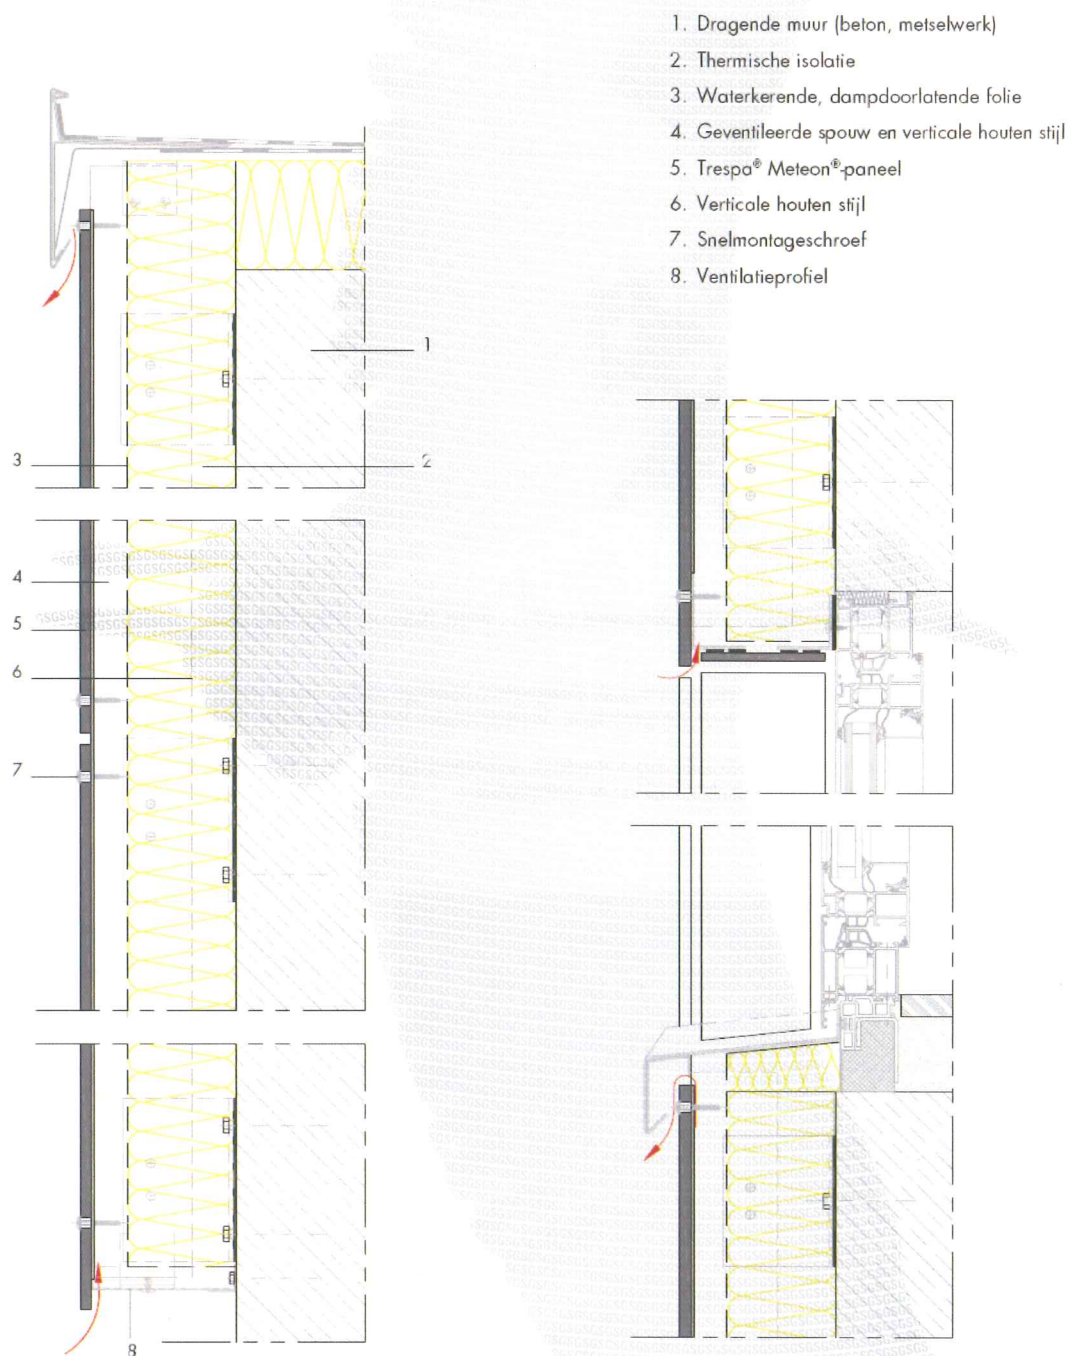 1. Dragende muur (beton, metselwerk)
2. Thermische isolatie
3. Waterkerende, dampdoorlatende folie
4. Geventileerde spouw en verticale houten stijl
5. Trespa® Meteon®-paneel
6. Verticale houten stijl
7. Snelmontageschroef
8. Ventilatieprofiel
1
3
2
4
5
6
7
8